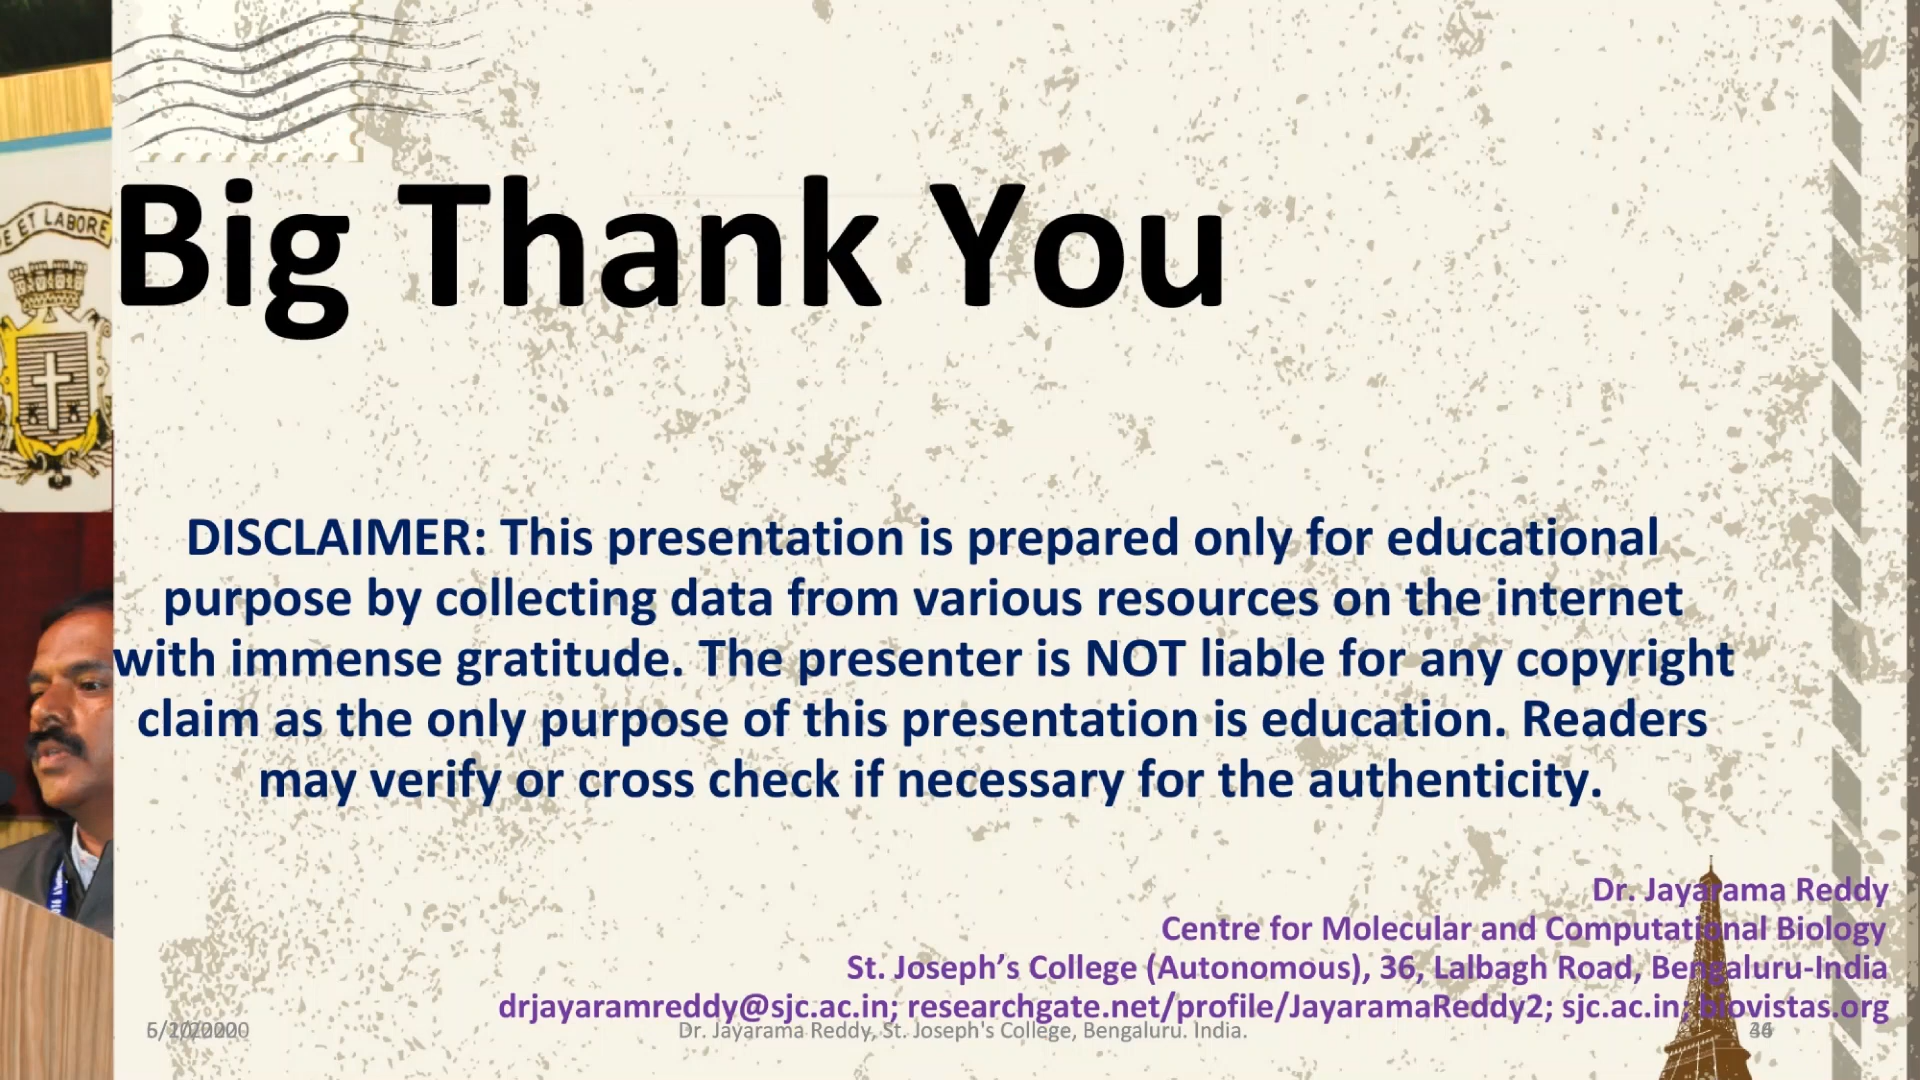 E ET LABORE
Big Thank You
DISCLAIMER: This presentation is prepared only for educational
purpose by collecting data from various resources on the internet
with immense gratitude. The presenter is NOT liable for any copyright
claim as the only purpose of this presentation is education. Readers
may verify or cross check if necessary for the authenticity.
Dr. Jayarama Reddy
Centre for Molecular and Computational Biology
St. Joseph’s College (Autonomous), 36, Lalbagh Road, Bengaluru-India
drjayaramreddy@sjc.ac.in; researchgate.net/profile/JayaramaReddy2; sjc.ac.in; biovistas.org
Dr. Jayarama Reddy, St. Joseph's College, Bengaluru. India.